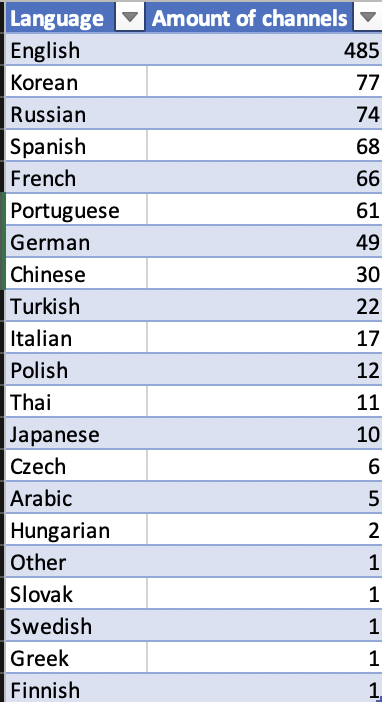 Language Amount of channels
English 485
Korean 77
Russian 74
Spanish 68
French 66
Portuguese 61
German 49
Chinese 30
Turkish 22
Italian 17
Polish 12
Thai 11
Japanese 10
Czech 6
Arabic 5
Hungarian 2
Other 1
Slovak 1
Swedish 1
Greek 1
Finnish 1